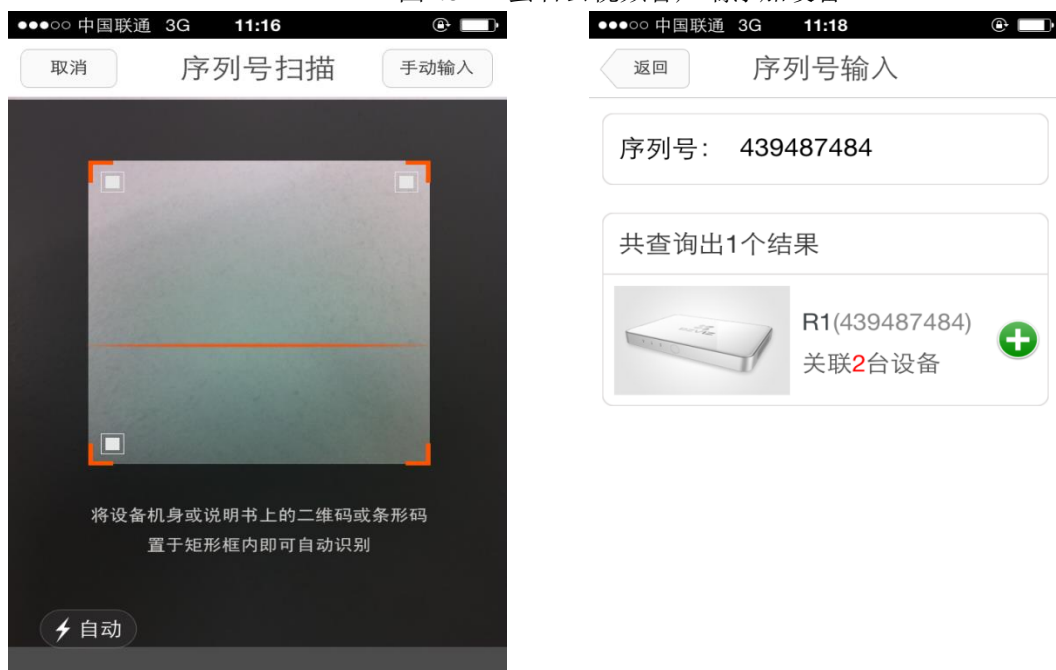 ●●●○○ 中国联通 3G 11:16
取消 序列号扫描 手动输入
将设备机身或说明书上的二维码或条形码
置于矩形框内即可自动识别
自动
●●●○○ 中国联通 3G 11:18
返回 序列号输入
序列号: 439487484
共查询出1个结果
R1(439487484)
关联2台设备